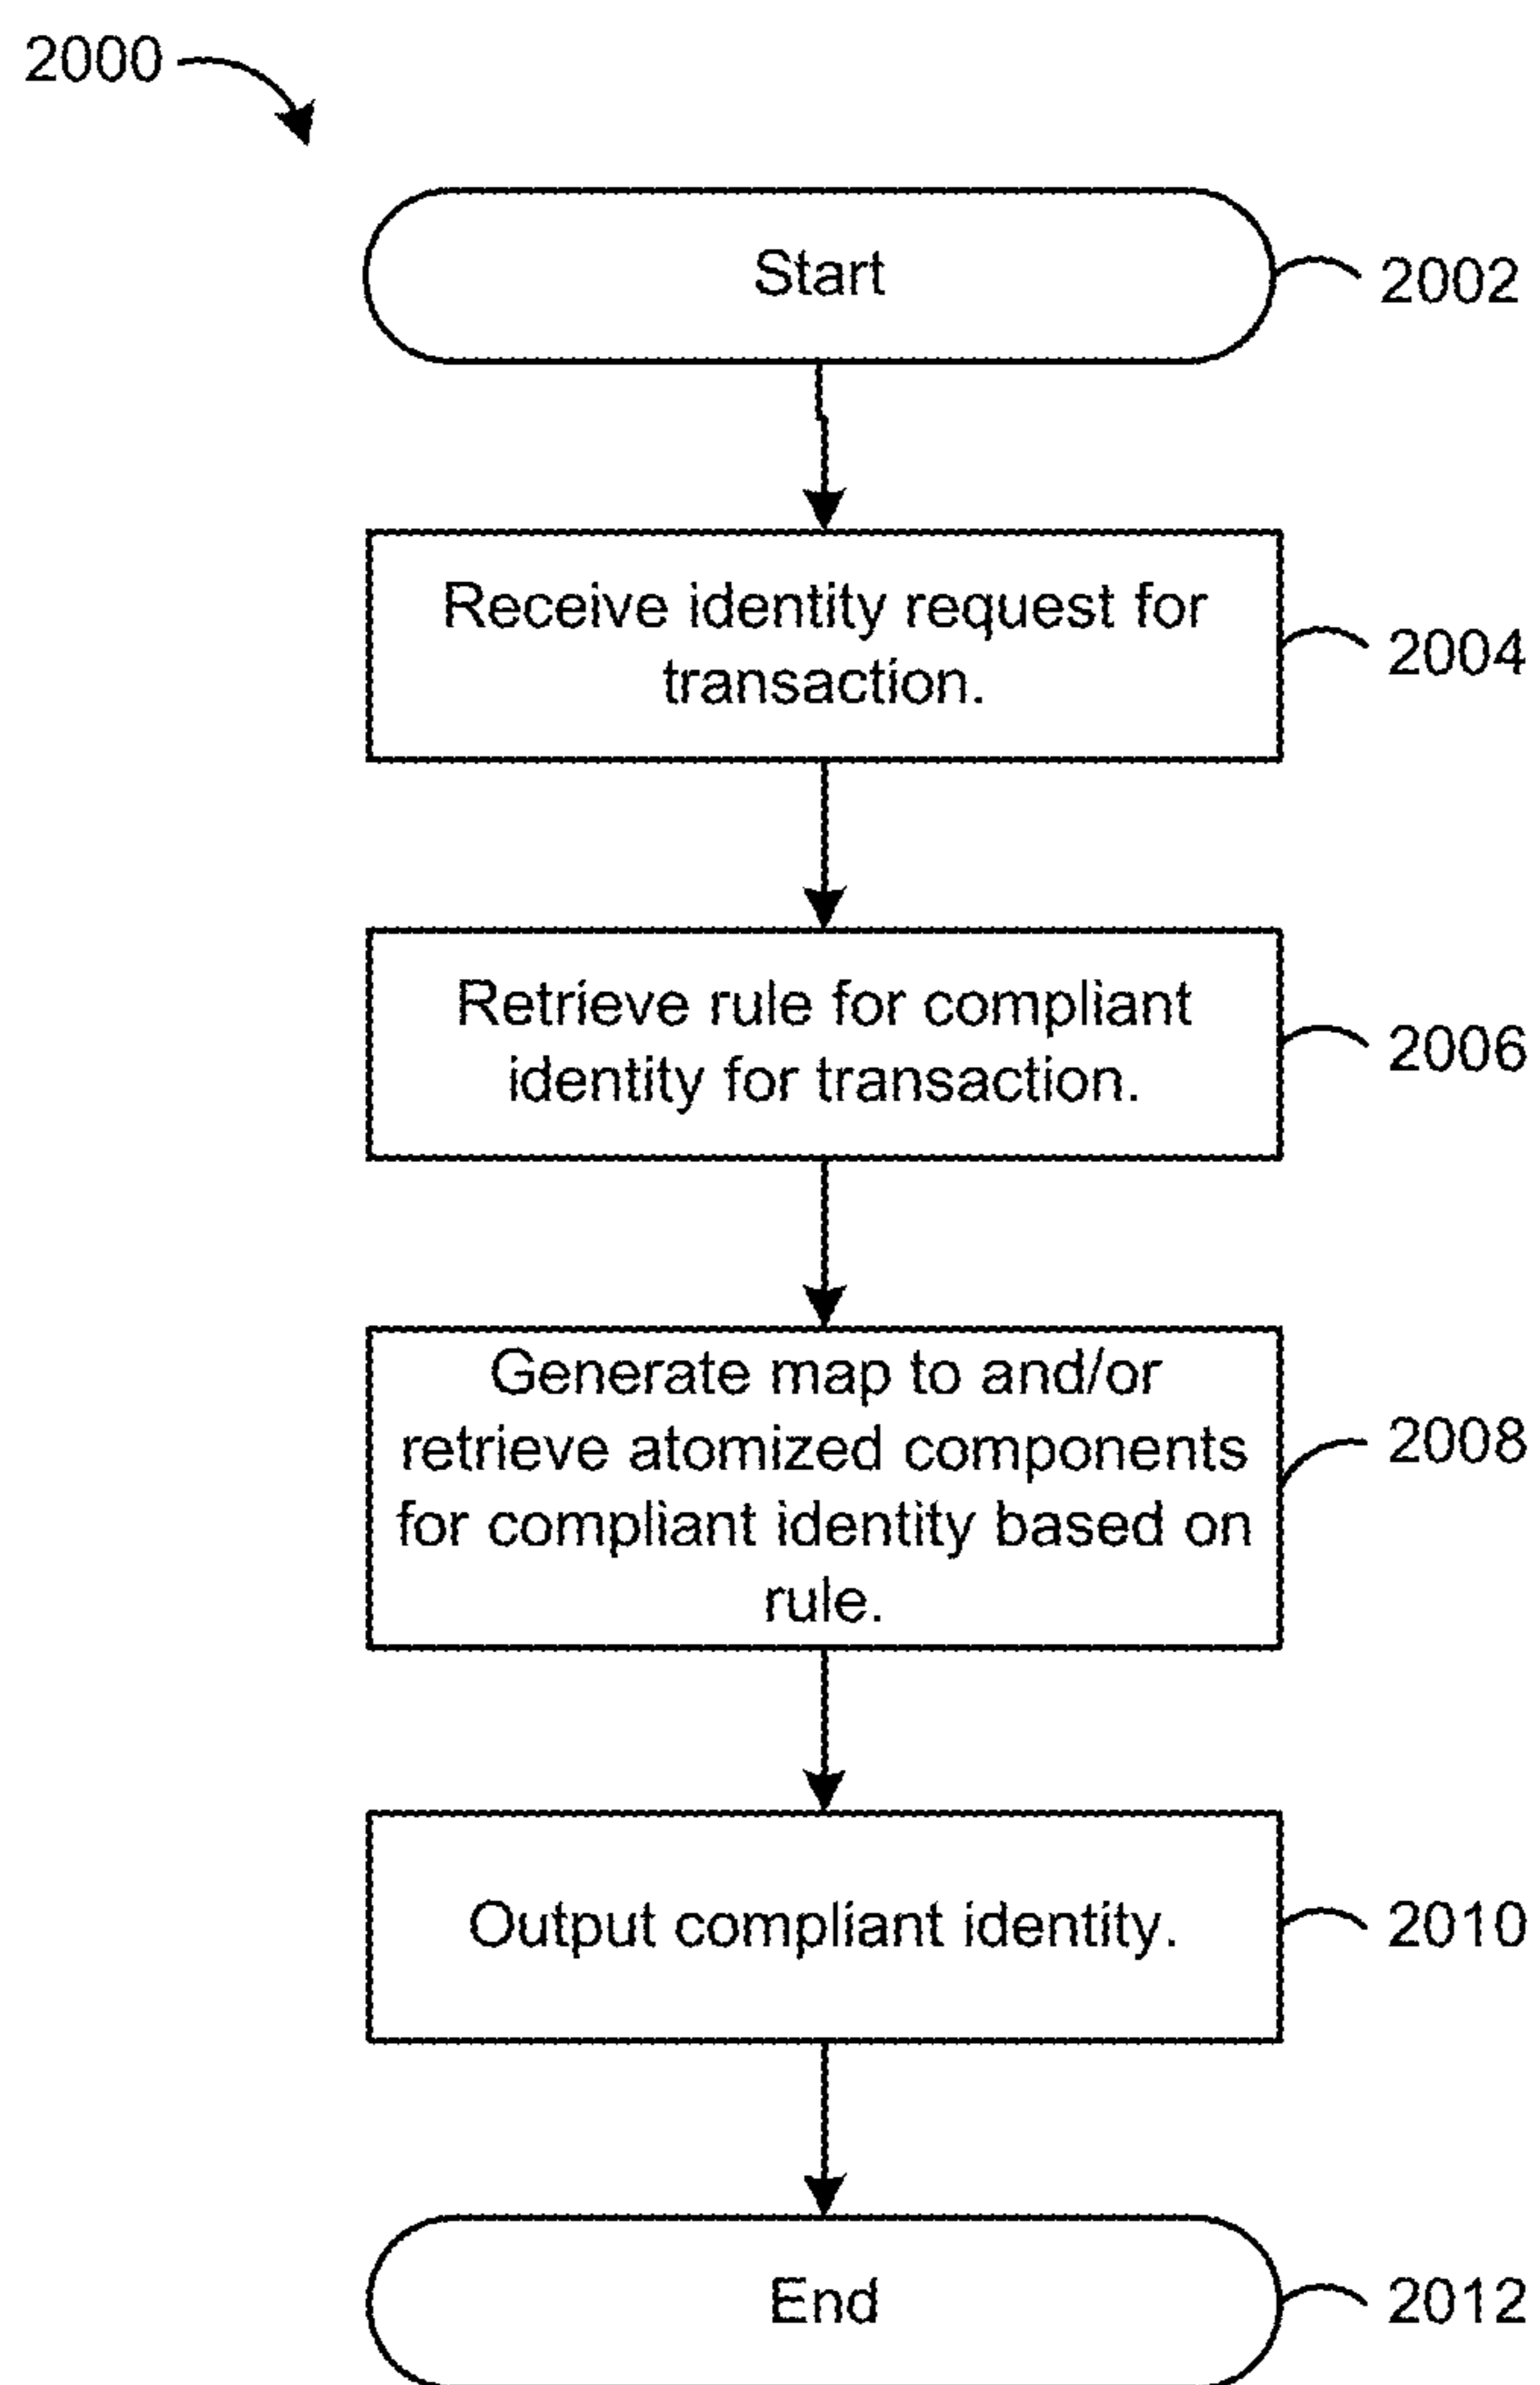 2000
Start
2002
Receive identity request for
transaction.
2004
Retrieve rule for compliant
identity for transaction.
2006
Generate map to and/or
retrieve atomized components
for compliant identity based on
rule.
2008
Output compliant identity.
2010
End
2012